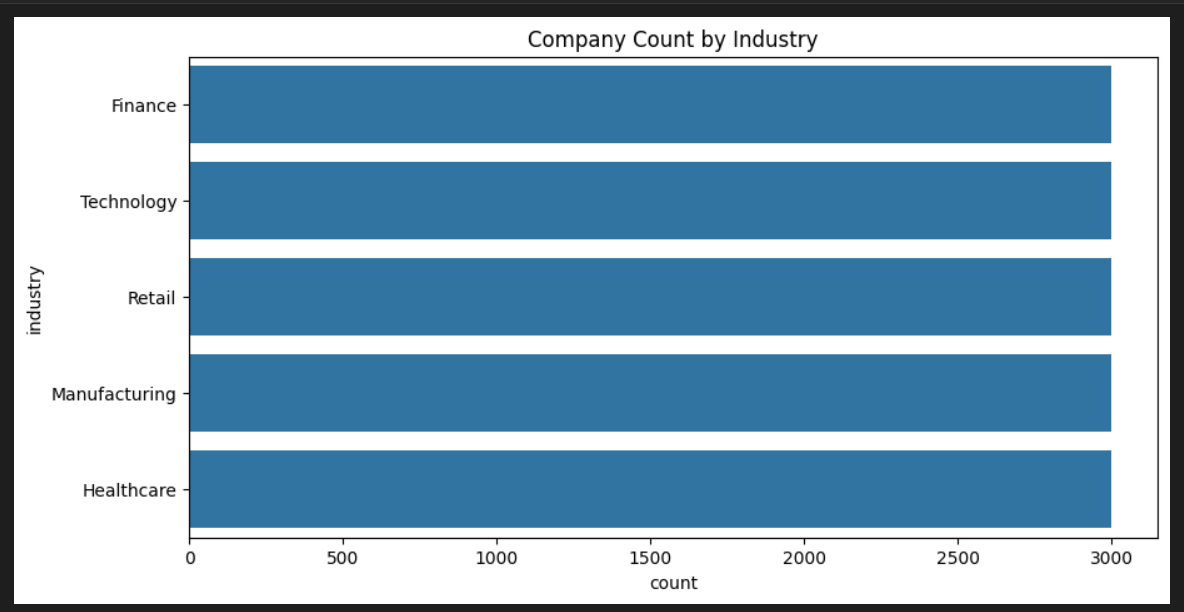 Company Count by Industry
Finance
Technology
Retail
Manufacturing
Healthcare
industry
0 500 1000 1500 2000 2500 3000
count